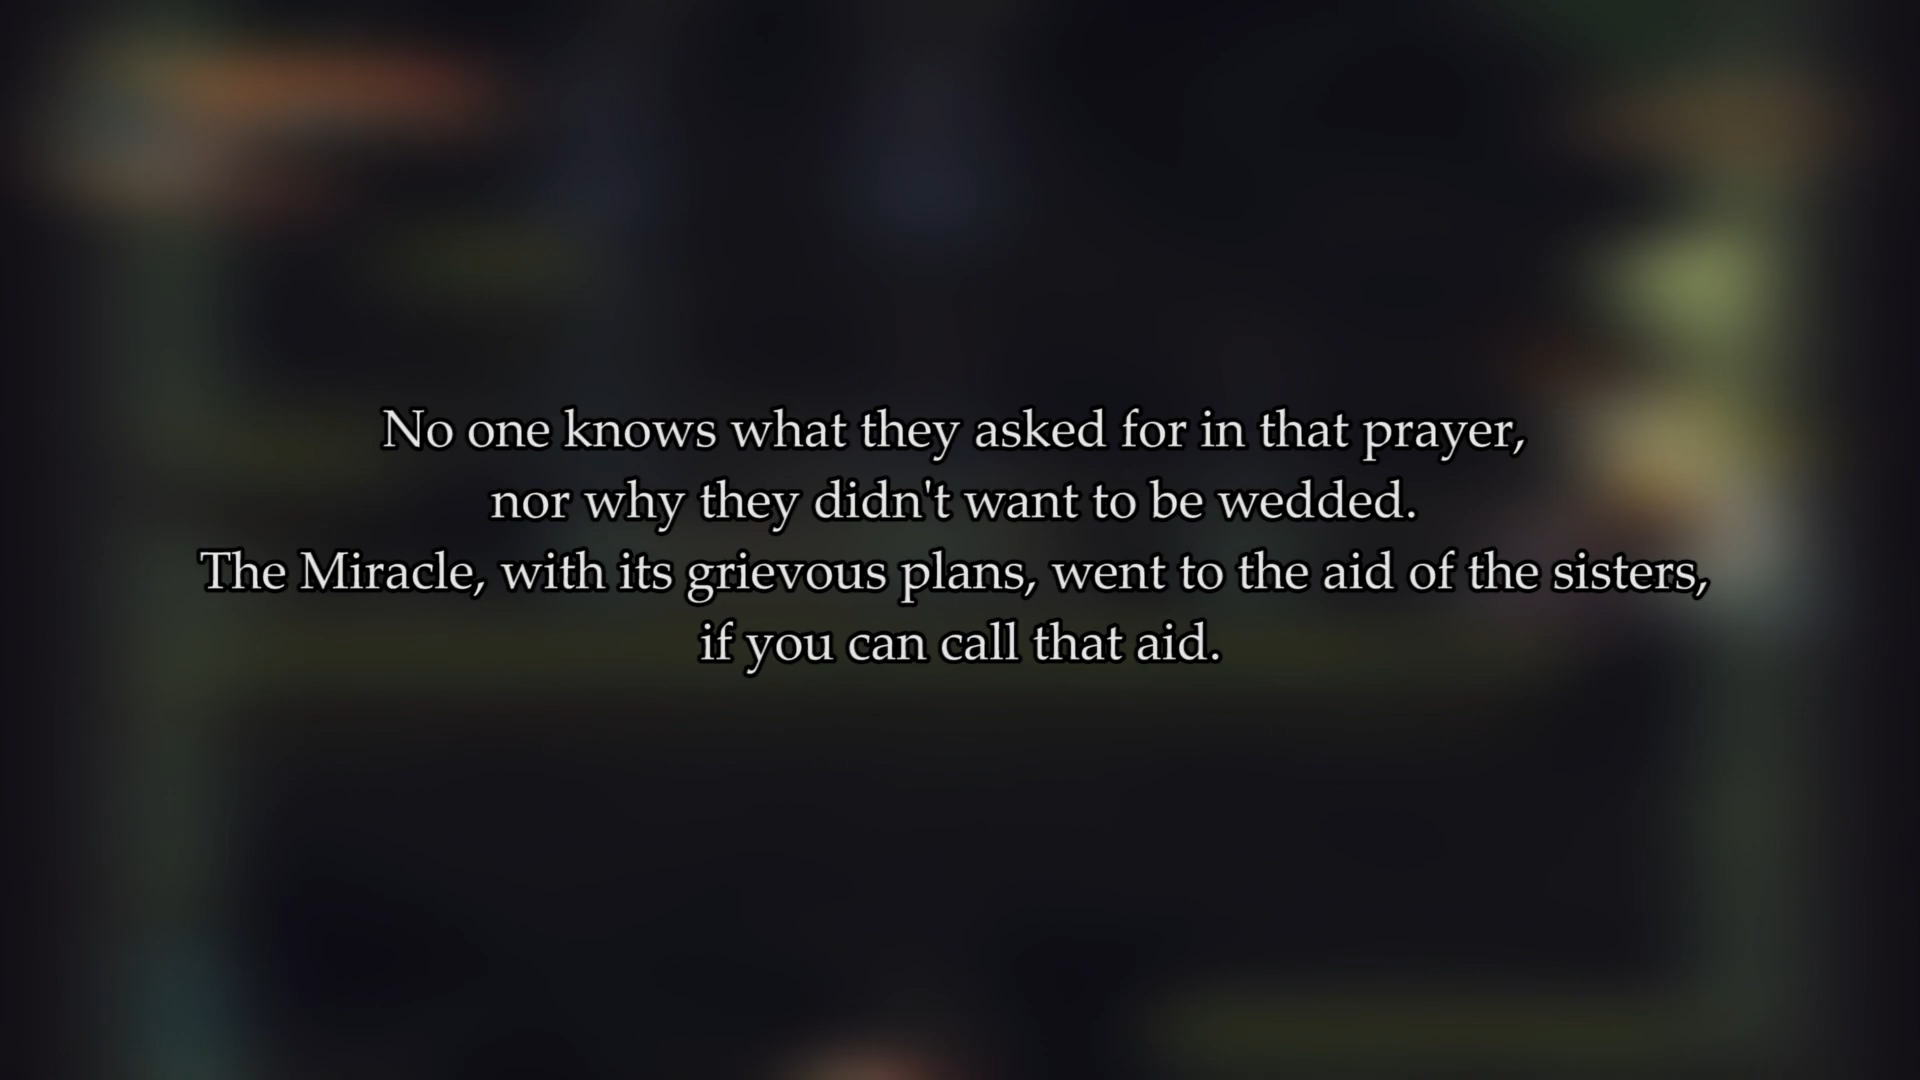 No one knows what they asked for in that prayer,
nor why they didn't want to be wedded.
The Miracle, with its grievous plans, went to the aid of the sisters,
if you can call that aid.